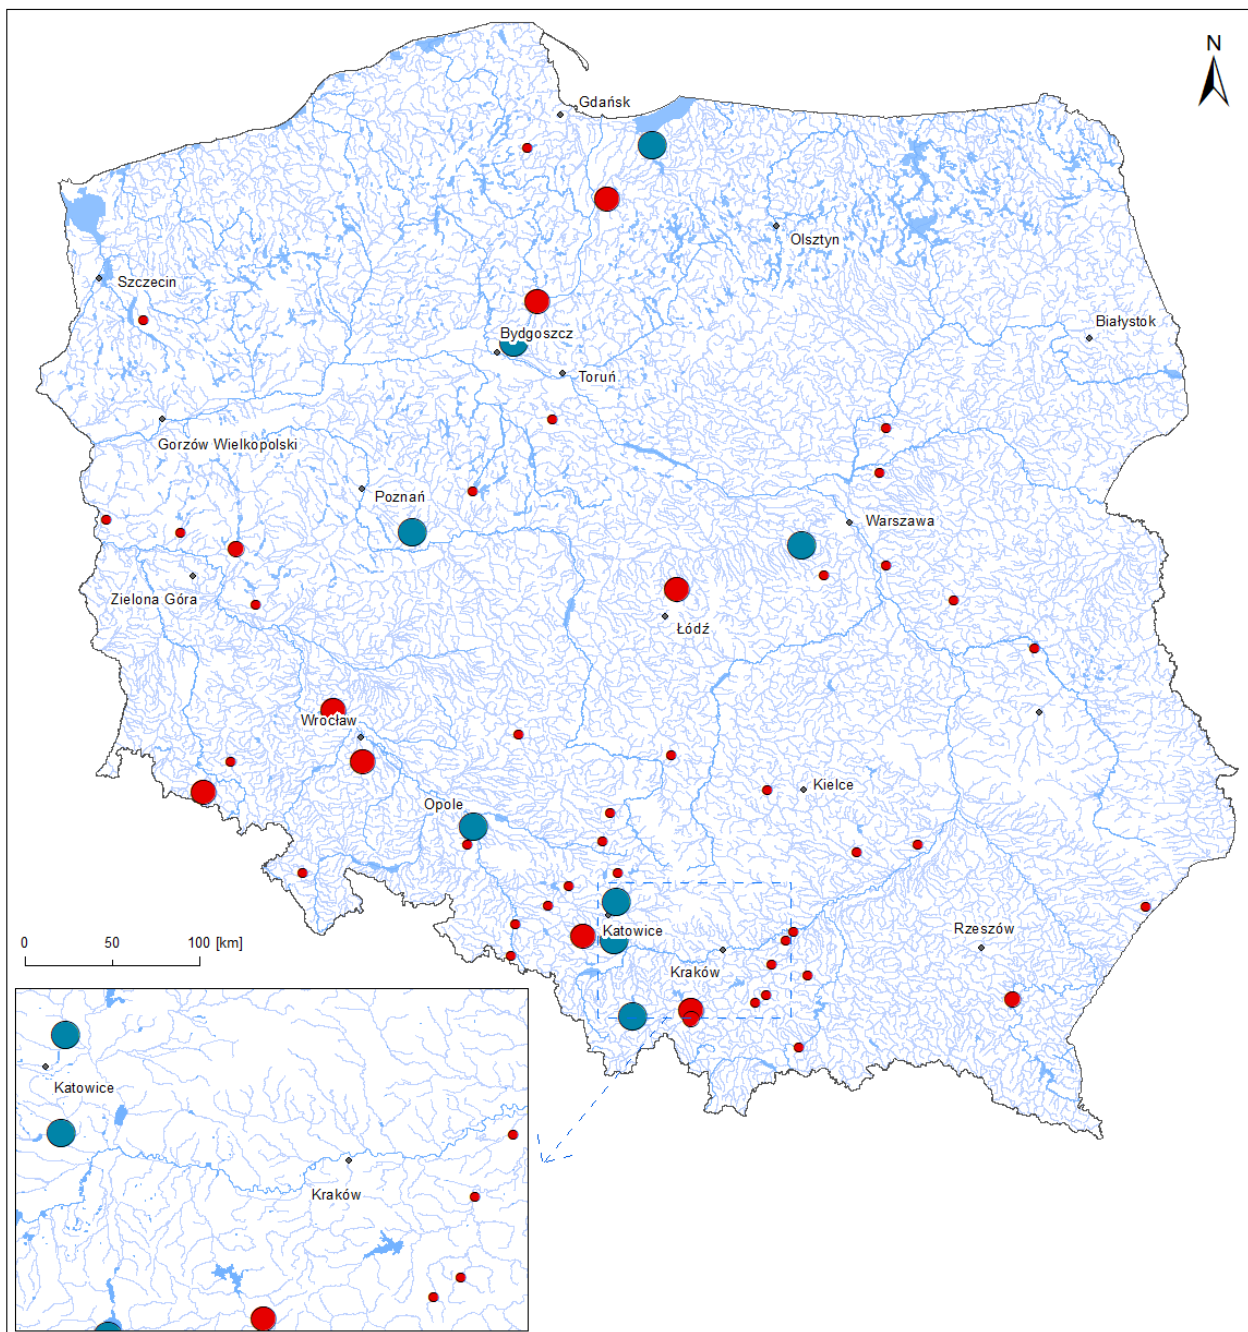 N
Gdańsk
Olsztyn
Szczecin
Białystok
Bydgoszcz
Toruń
Gorzów Wielkopolski
Poznań
Warszawa
Zielona Góra
Łódź
Wrocław
Kielce
Opole
Katowice
Rzeszów
Kraków
0 50 100 [km]
Katowice
Kraków